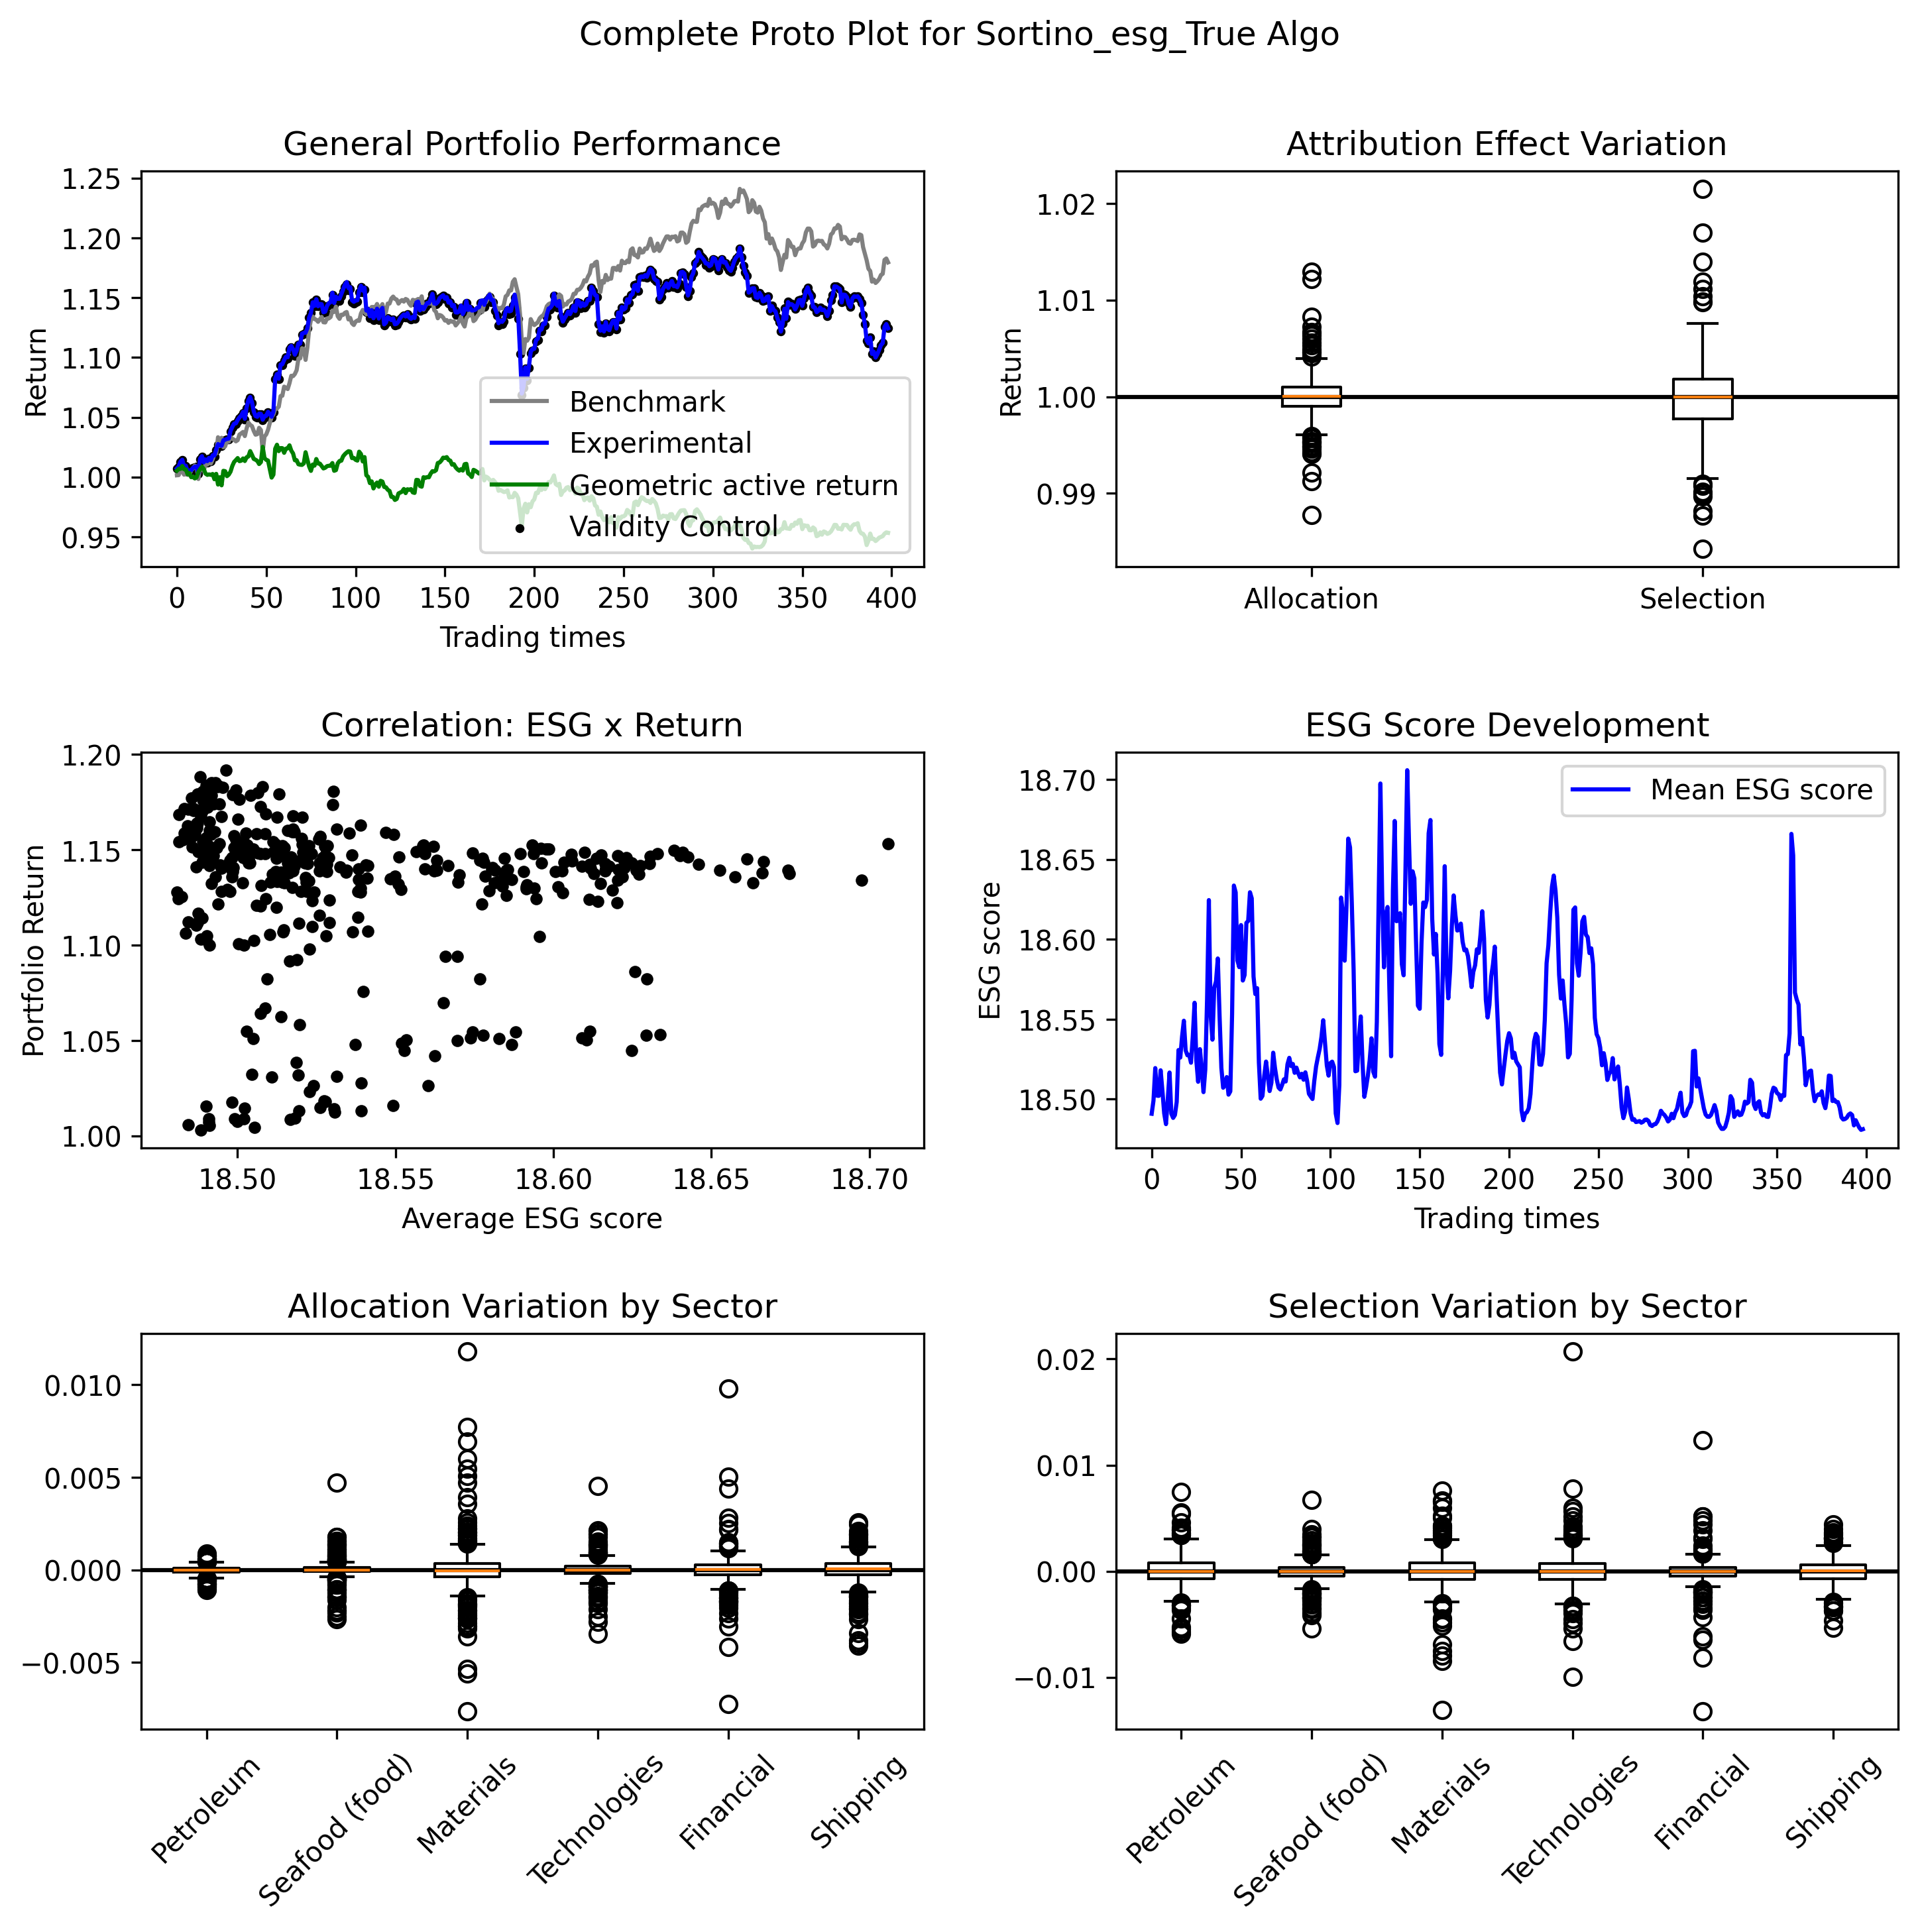 Complete Proto Plot for Sortino_esg_True Algo
General Portfolio Performance
Return
1.25
1.20
1.15
1.10
1.05
1.00
0.95
Benchmark
Experimental
Geometric active return
Validity Control
0 50 100 150 200 250 300 350 400
Trading times
Attribution Effect Variation
Return
1.02
1.01
1.00
0.99
Allocation Selection
Correlation: ESG x Return
Portfolio Return
1.20
1.15
1.10
1.05
1.00
18.50 18.55 18.60 18.65 18.70
Average ESG score
ESG Score Development
ESG score
18.70
18.65
18.60
18.55
18.50
Mean ESG score
0 50 100 150 200 250 300 350 400
Trading times
Allocation Variation by Sector
0.010
0.005
0.000
−0.005
Petroleum
Seafood (food)
Materials
Technologies
Financial
Shipping
Selection Variation by Sector
0.02
0.01
0.00
−0.01
Petroleum
Seafood (food)
Materials
Technologies
Financial
Shipping